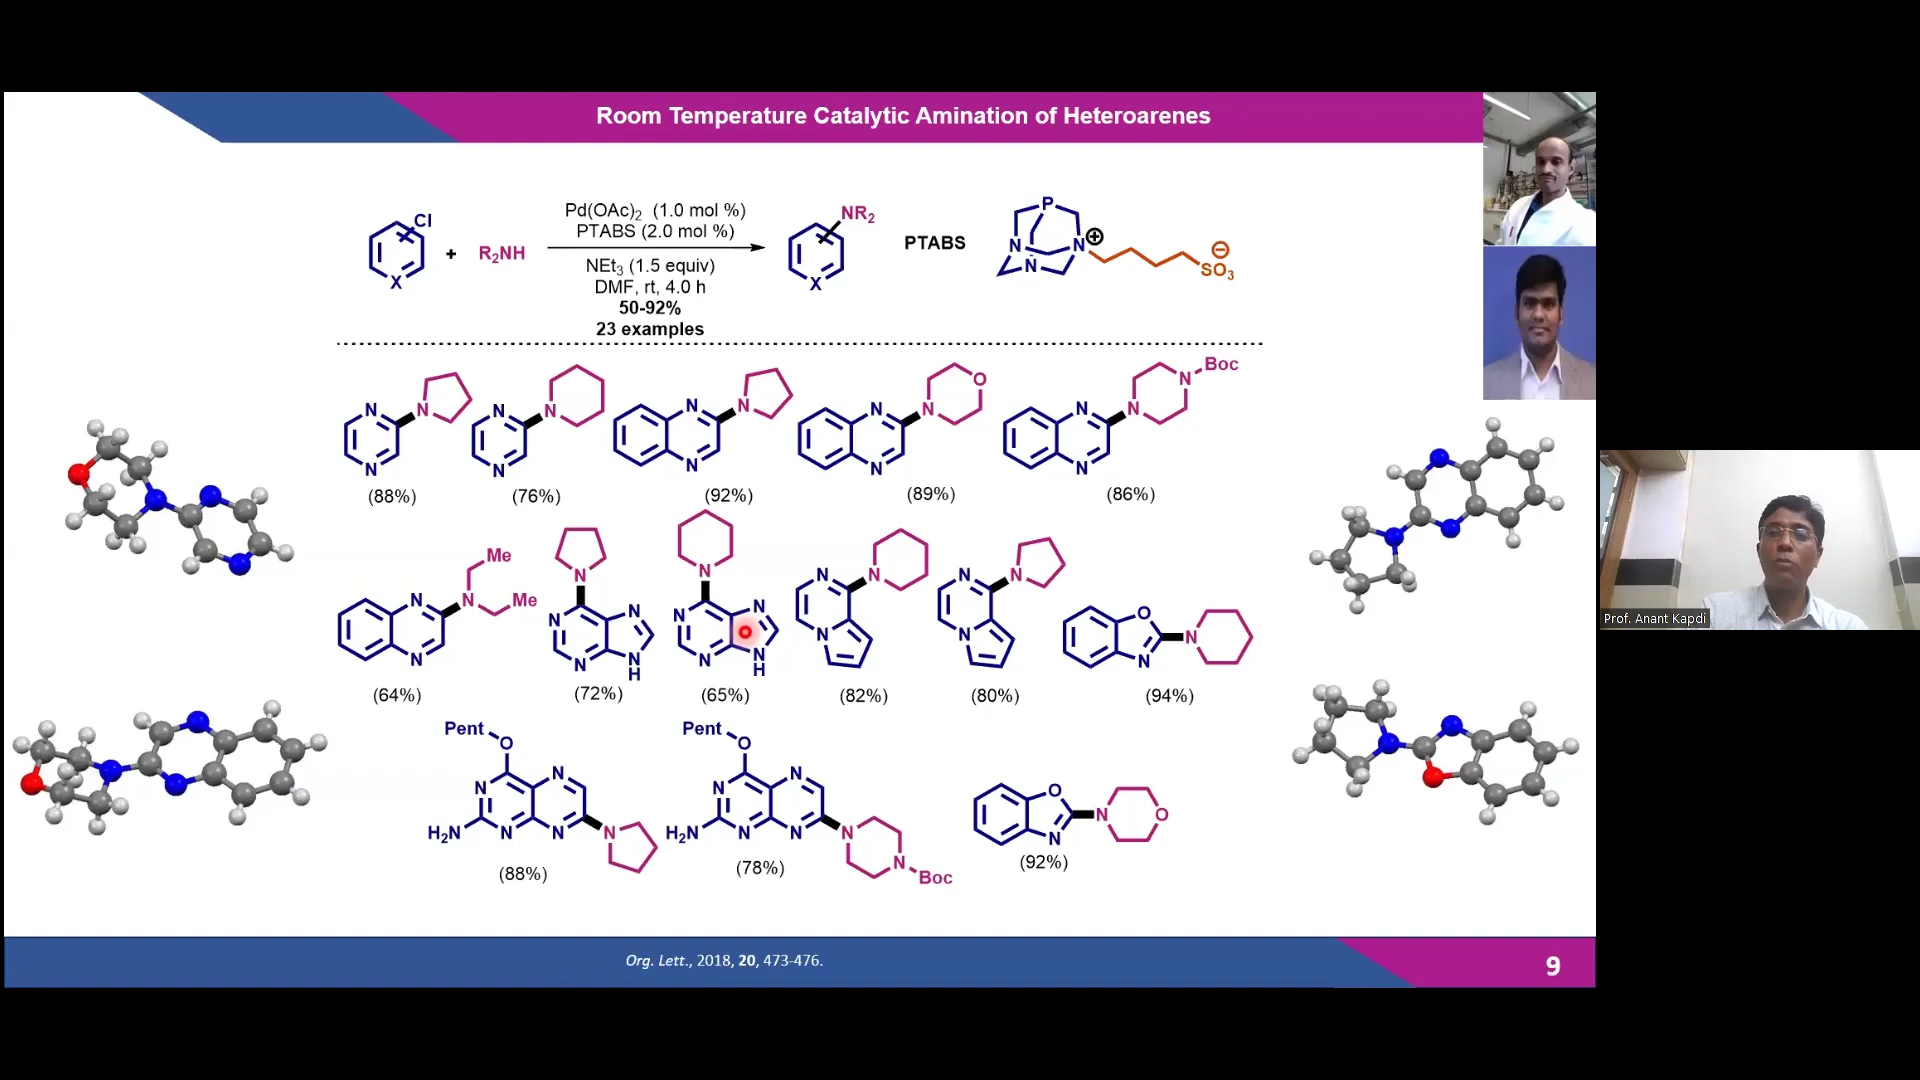 Room Temperature Catalytic Amination of Heteroarenes
Cl
X
+
R2NH
Pd(OAc)2 (1.0 mol %)
PTABS (2.0 mol %)
NEt3 (1.5 equiv)
DMF, rt, 4.0 h
50-92%
23 examples
NR2
X
PTABS
P
N
N
N
SO3
N
N
N
(88%)
N
N
N
(76%)
N
N
N
(92%)
N
N
N
O
(89%)
N
N
N
N
Boc
(86%)
N
N
N
Me
Me
(64%)
N
N
N
N
N
H
(72%)
N
N
N
N
N
H
(65%)
N
N
N
(82%)
N
N
N
(80%)
O
N
N
(94%)
Pent
O
N
N
N
N
H2N
N
(88%)
Pent
O
N
N
N
N
H2N
N
N
Boc
(78%)
O
N
N
O
(92%)
Org. Lett., 2018, 20, 473-476.
9
Prof. Anant Kapdi